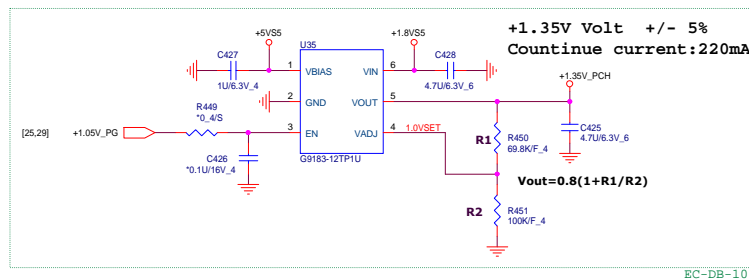 +1.35V Volt +/- 5%
Countinue current:220mA
+5VS5
+1.8VS5
+1.35V_PCH
C427
1U/6.3V_4
U35
C428
4.7U/6.3V_6
1 VBIAS VIN 6
2 GND VOUT 5
3 EN VADJ 4
G9183-12TP1U
1.0VSET
[25,29] +1.05V_PG
R449
*0_4/S
C426
*0.1U/16V_4
R1 R450
69.8K/F_4
C425
4.7U/6.3V_6
Vout=0.8(1+R1/R2)
R2 R451
100K/F_4
EC-DB-10